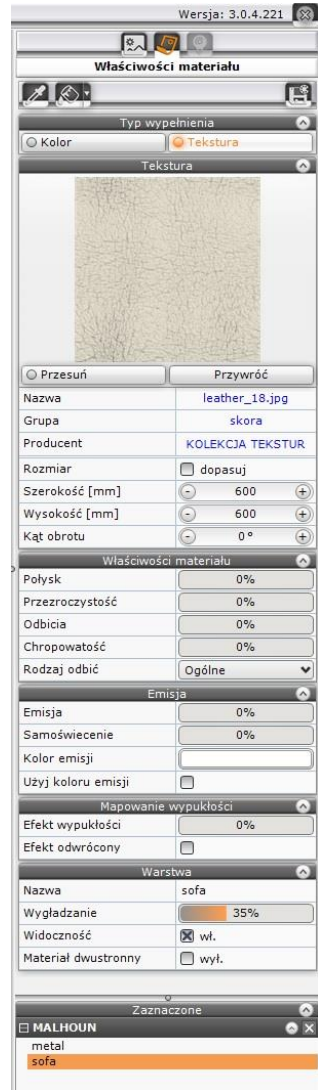 Wersja: 3.0.4.221
Właściwości materiału
Typ wypełnienia
Kolor Tekstura
Tekstura
Przesuń Przywróć
Nazwa leather_18.jpg
Grupa skora
Producent KOLEKCJA TEKSTUR
Rozmiar dopasuj
Szerokość [mm] - 600 +
Wysokość [mm] - 600 +
Kąt obrotu - 0° +
Właściwości materiału
Połysk 0%
Przezroczystość 0%
Odbicia 0%
Chropowatość 0%
Rodzaj odbić Ogólne
Emisja
Emisja 0%
Samoświecenie 0%
Kolor emisji
Użyj koloru emisji
Mapowanie wypukłości
Efekt wypukłości 0%
Efekt odwrócony
Warstwa
Nazwa sofa
Wygładzanie 35%
Widoczność wł.
Materiał dwustronny wył.
Zaznaczone
MALHOUN
metal
sofa